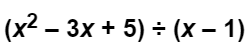 (x² – 3x + 5) ÷ (x – 1)